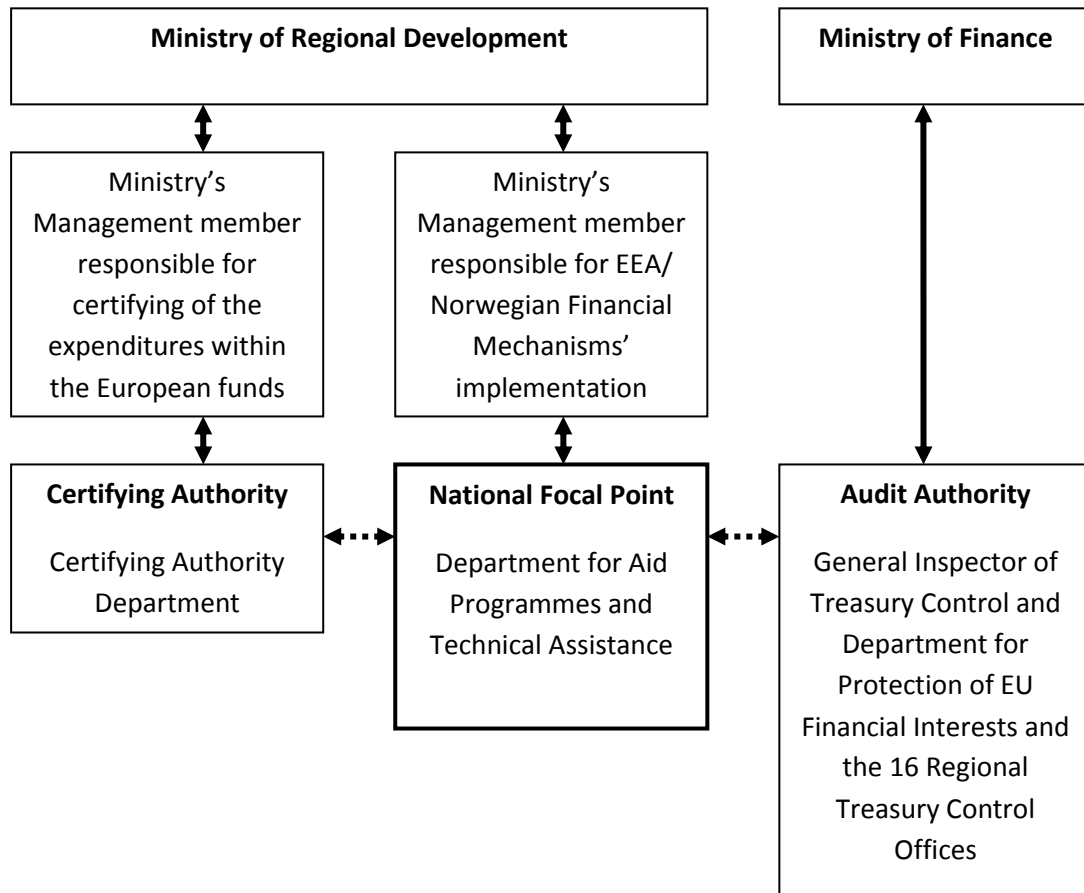 Ministry of Regional Development
Ministry of Finance
Ministry’s
Management member
responsible for
certifying of the
expenditures within
the European funds
Ministry’s
Management member
responsible for EEA/
Norwegian Financial
Mechanisms’
implementation
Certifying Authority
Certifying Authority
Department
National Focal Point
Department for Aid
Programmes and
Technical Assistance
Audit Authority
General Inspector of
Treasury Control and
Department for
Protection of EU
Financial Interests and
the 16 Regional
Treasury Control
Offices